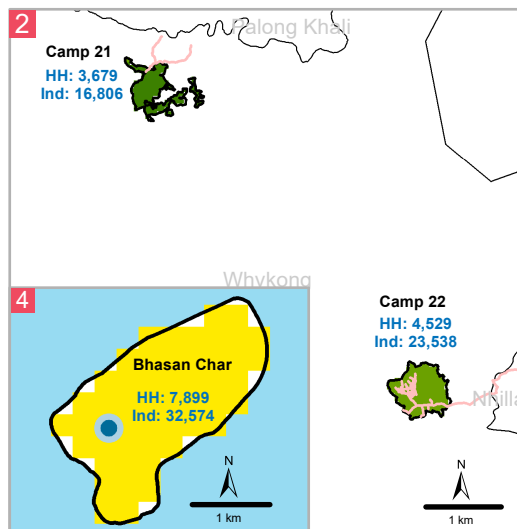 2
Palong Khali
Camp 21
HH: 3,679
Ind: 16,806
Whykong
Camp 22
HH: 4,529
Ind: 23,538
Nhilla
N
1 km
4
Bhasan Char
HH: 7,899
Ind: 32,574
N
1 km